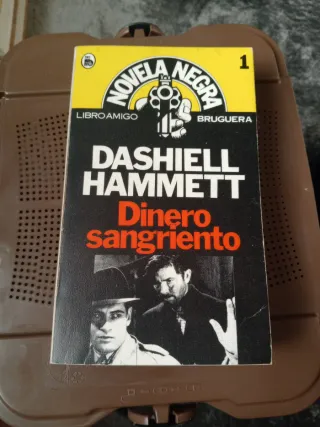 NOVELA NEGRA
1
LIBRO AMIGO BRUGUERA
DASHIELL
HAMMETT
Dinero
sangriento